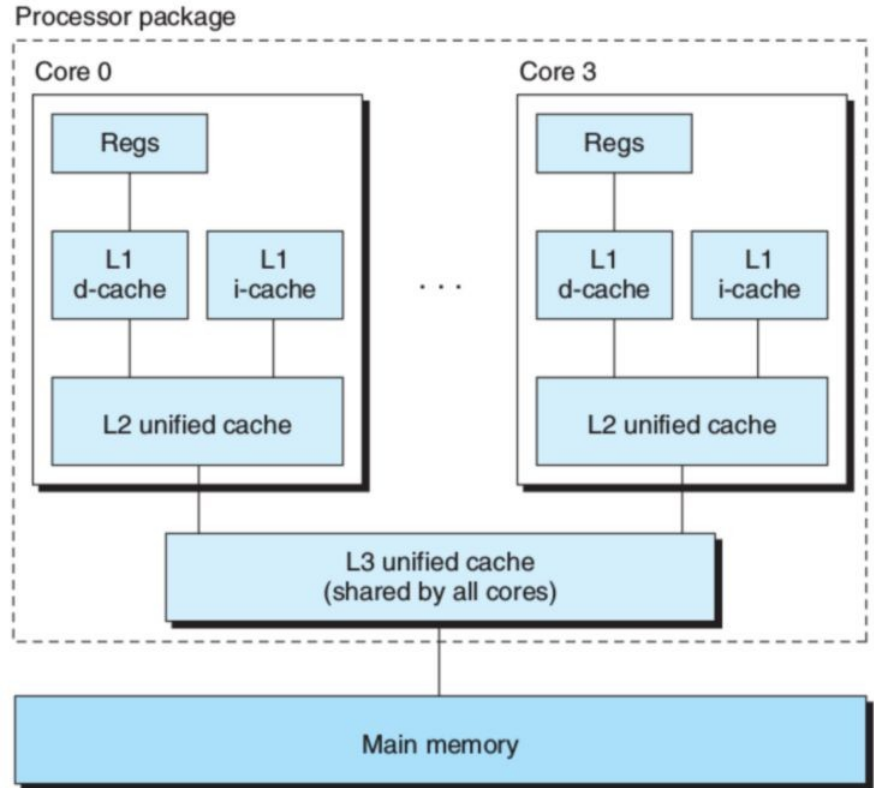 Processor package
Core 0
Regs
L1
d-cache
L1
i-cache
L2 unified cache
. . .
Core 3
Regs
L1
d-cache
L1
i-cache
L2 unified cache
L3 unified cache
(shared by all cores)
Main memory